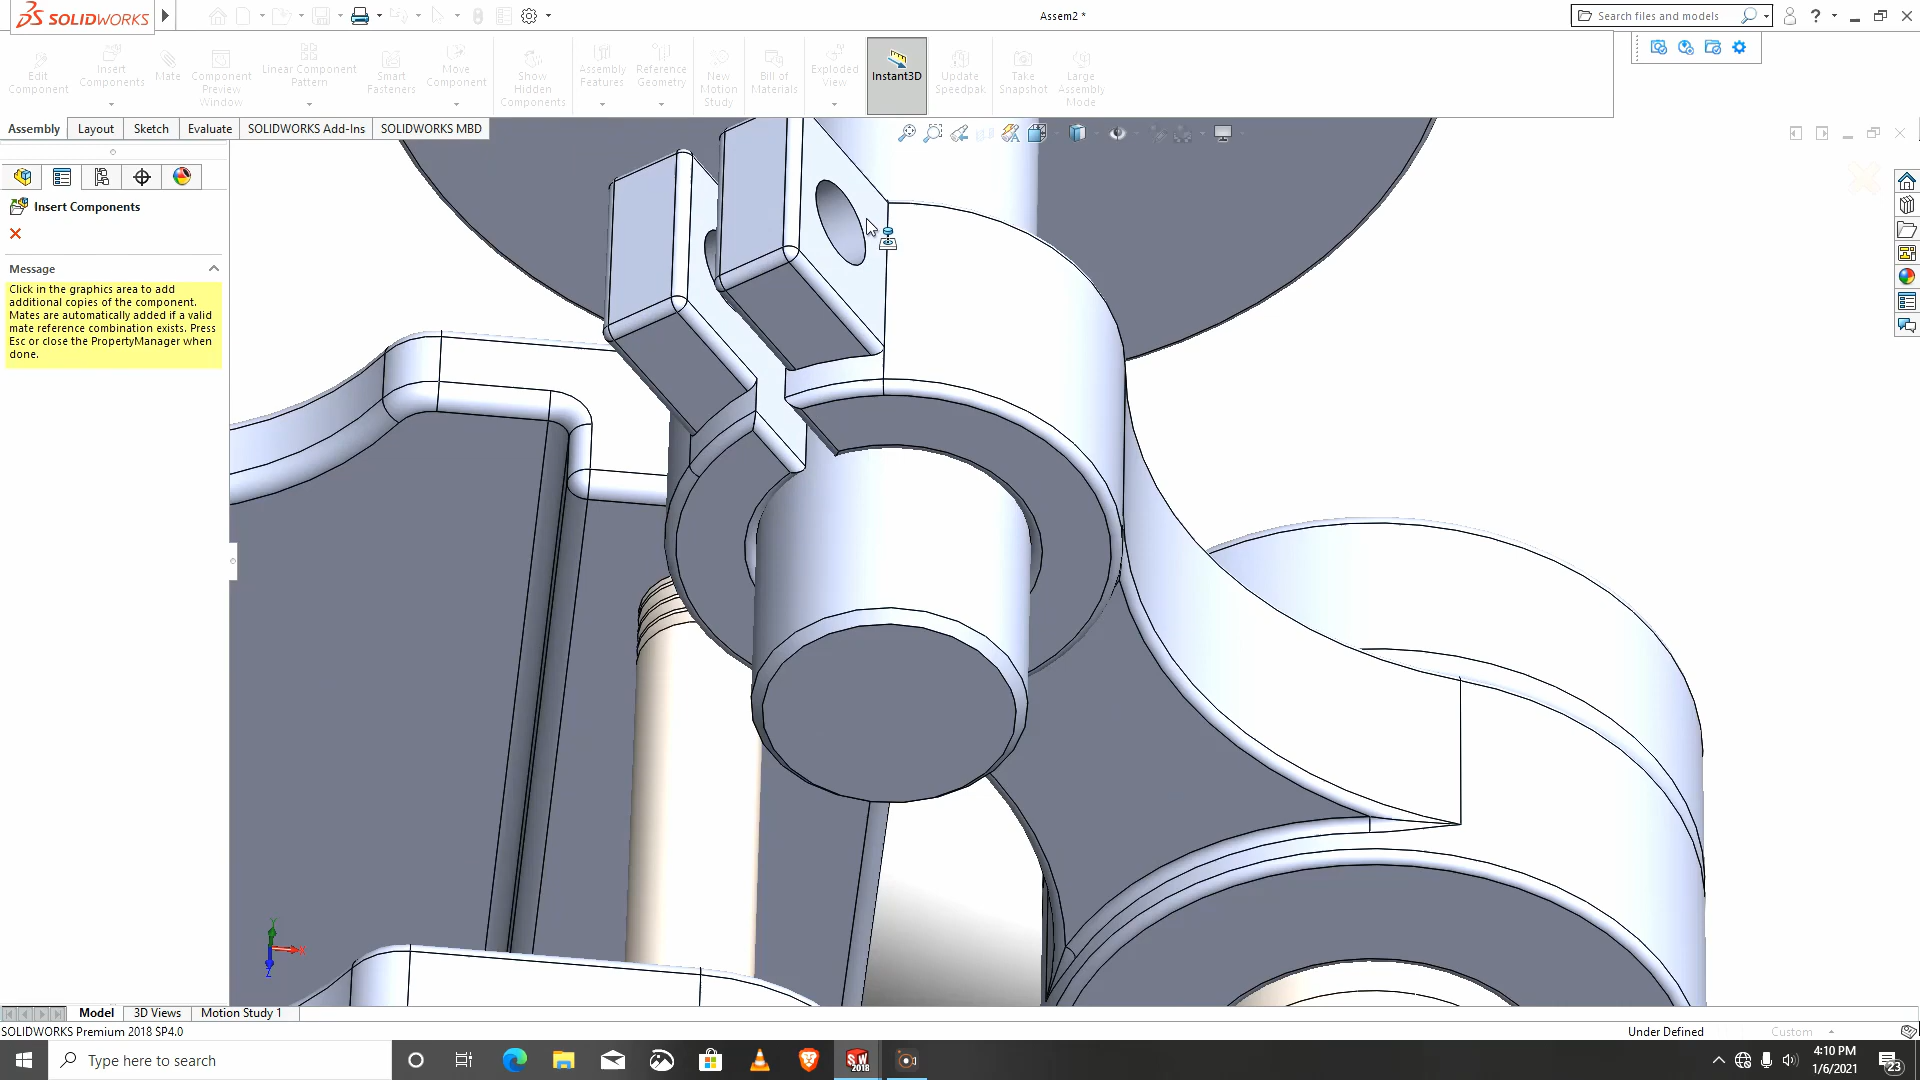 SOLIDWORKS
Assem2 *
Search files and models
Edit Component
Insert Components
Mate
Component Preview Window
Linear Component Pattern
Smart Fasteners
Move Component
Show Hidden Components
Assembly Features
Reference Geometry
New Motion Study
Bill of Materials
Exploded View
Instant3D
Update Speedpak
Take Snapshot
Large Assembly Mode
Assembly
Layout
Sketch
Evaluate
SOLIDWORKS Add-Ins
SOLIDWORKS MBD
Insert Components
Message
Click in the graphics area to add
additional copies of the component.
Mates are automatically added if a valid
mate reference combination exists. Press
Esc or close the PropertyManager when
done.
Y
X
Z
Model
3D Views
Motion Study 1
SOLIDWORKS Premium 2018 SP4.0
Under Defined
Custom
Type here to search
SW
2018
4:10 PM
1/6/2021
23